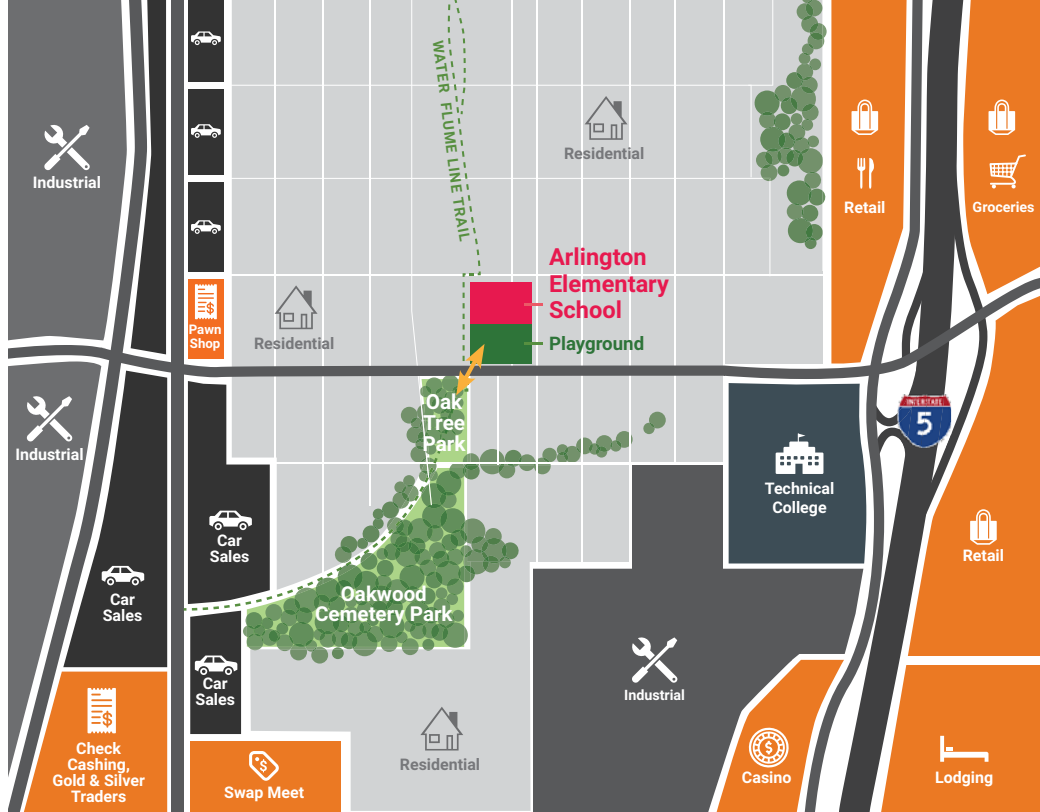 WATER FLUME LINE TRAIL
Residential
Industrial
Retail
Groceries
Arlington
Elementary
School
Playground
Pawn
Shop
Residential
Oak
Tree
Park
INTERSTATE
5
Industrial
Technical
College
Car
Sales
Retail
Car
Sales
Oakwood
Cemetery Park
Car
Sales
Industrial
Residential
Check
Cashing,
Gold & Silver
Traders
Swap Meet
Casino
Lodging